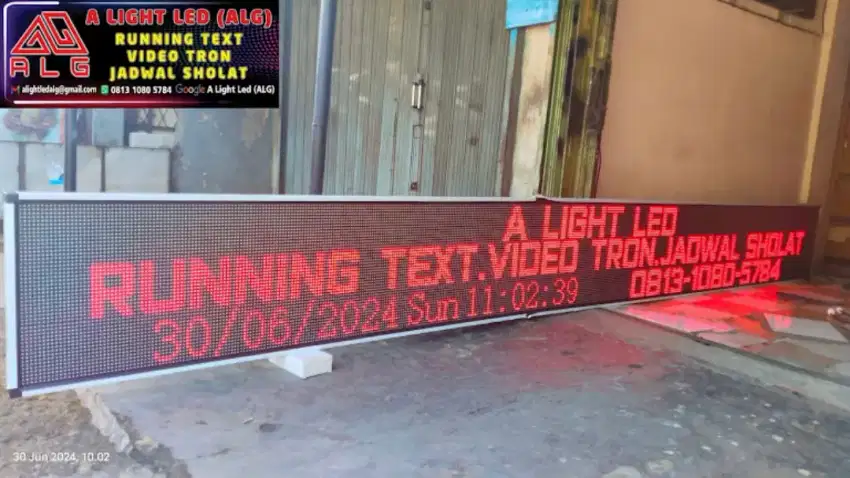 A LIGHT LED (ALG)
RUNNING TEXT
VIDEO TRON
JADWAL SHOLAT
ALG
alightledalg@gmail.com 0813 1080 5784 Google A Light Led (ALG)
A LIGHT LED
RUNNING TEXT.VIDEO TRON.JADWAL SHOLAT
30/06/2024 Sun 11:02:39 0813-1080-5784
30 Jun 2024, 10.02